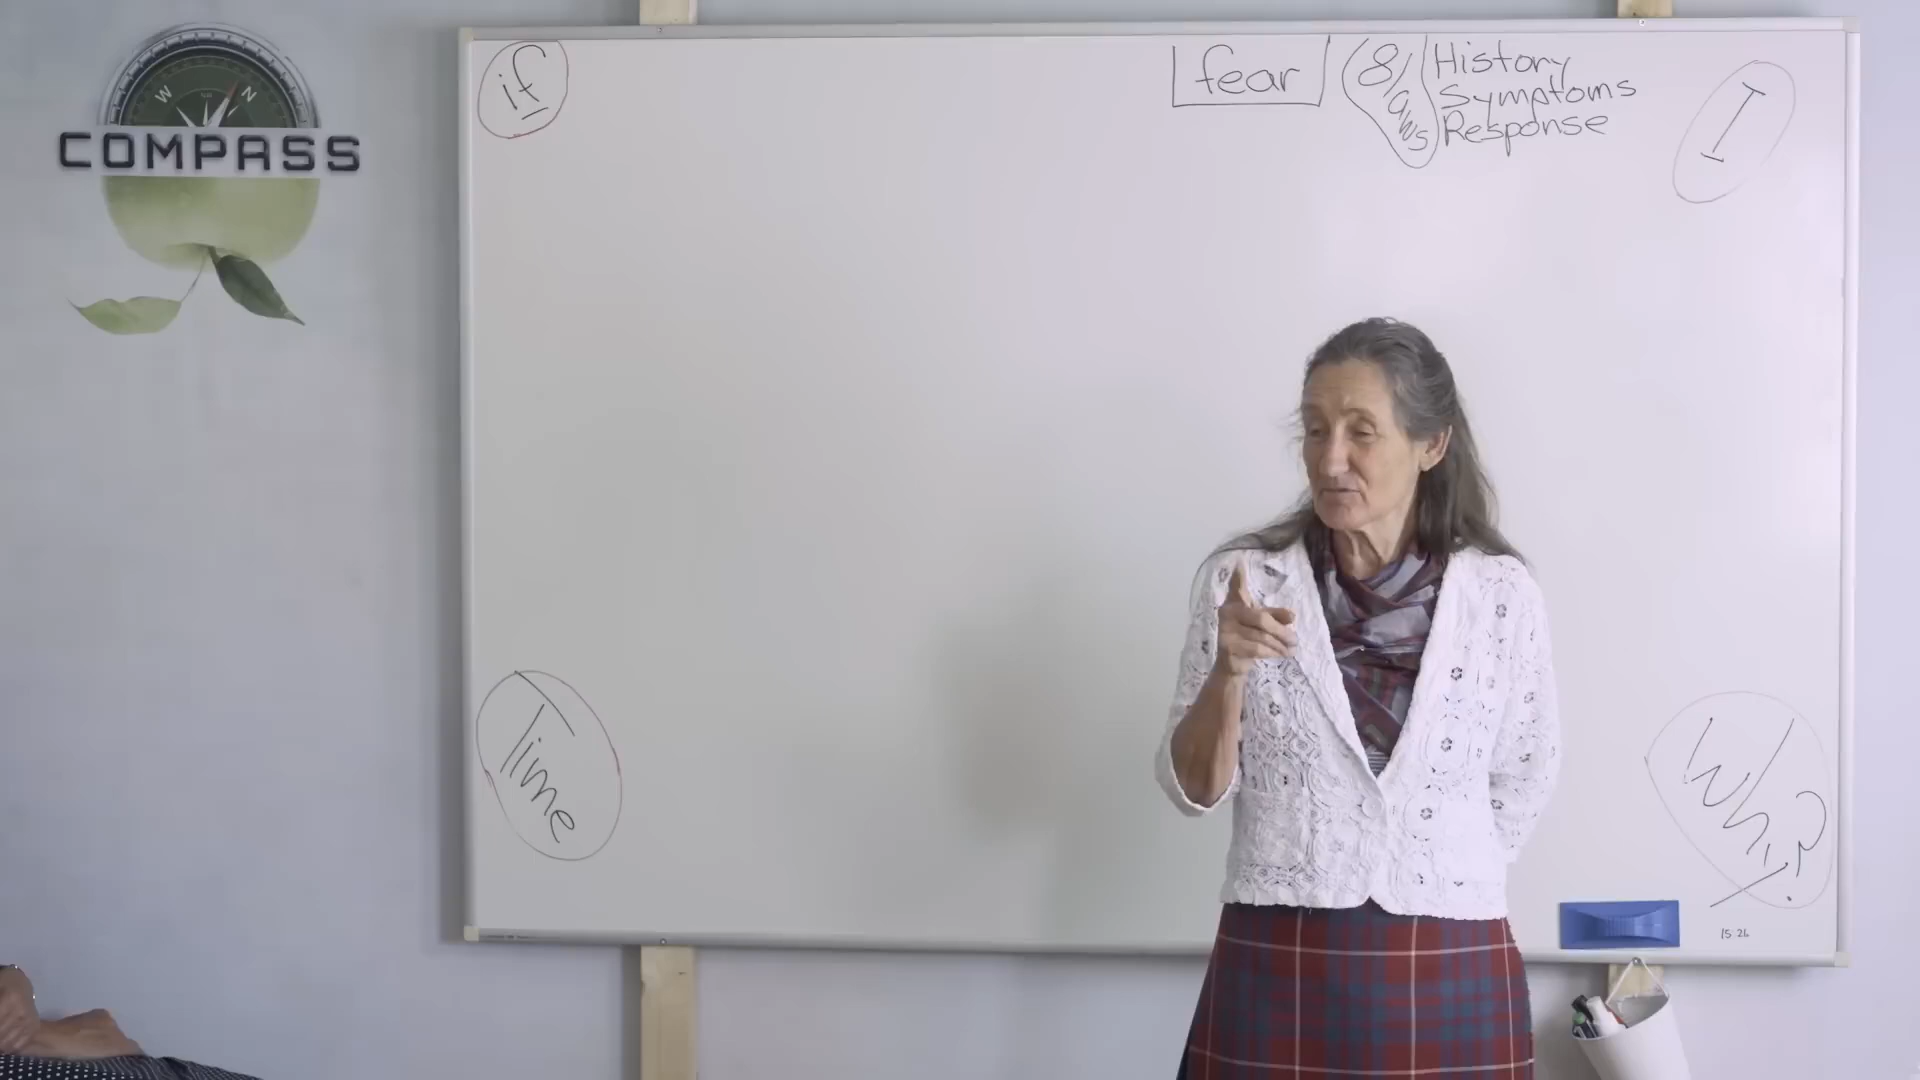 W N
COMPASS
if
fear
8 laws
History
Symptoms
Response
I
Time
Why?
15:26